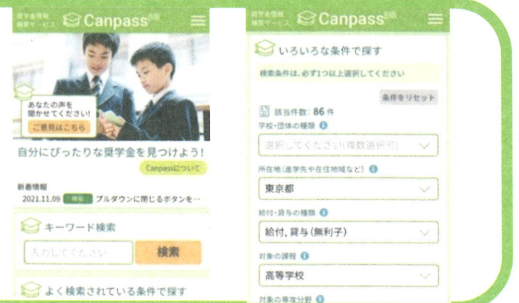 奨学金情報
検索サービス Canpass β版
あなたの声を
聞かせてください!
ご意見はこちら
自分にぴったりな奨学金を見つけよう!
Canpassについて
新着情報
2021.11.09 プルダウンに閉じるボタンを…
キーワード検索
入力してください 検索
よく検索されている条件で探す
奨学金情報
検索サービス Canpass β版
いろいろな条件で探す
検索条件は、必ず1つ以上選択してください
条件をリセット
該当件数: 86 件
学校・団体の種類
選択してください(複数選択可)
所在地(進学先や在住地域など)
東京都
給付・貸与の種類
給付, 貸与(無利子)
対象の課程
高等学校
対象の専攻分野